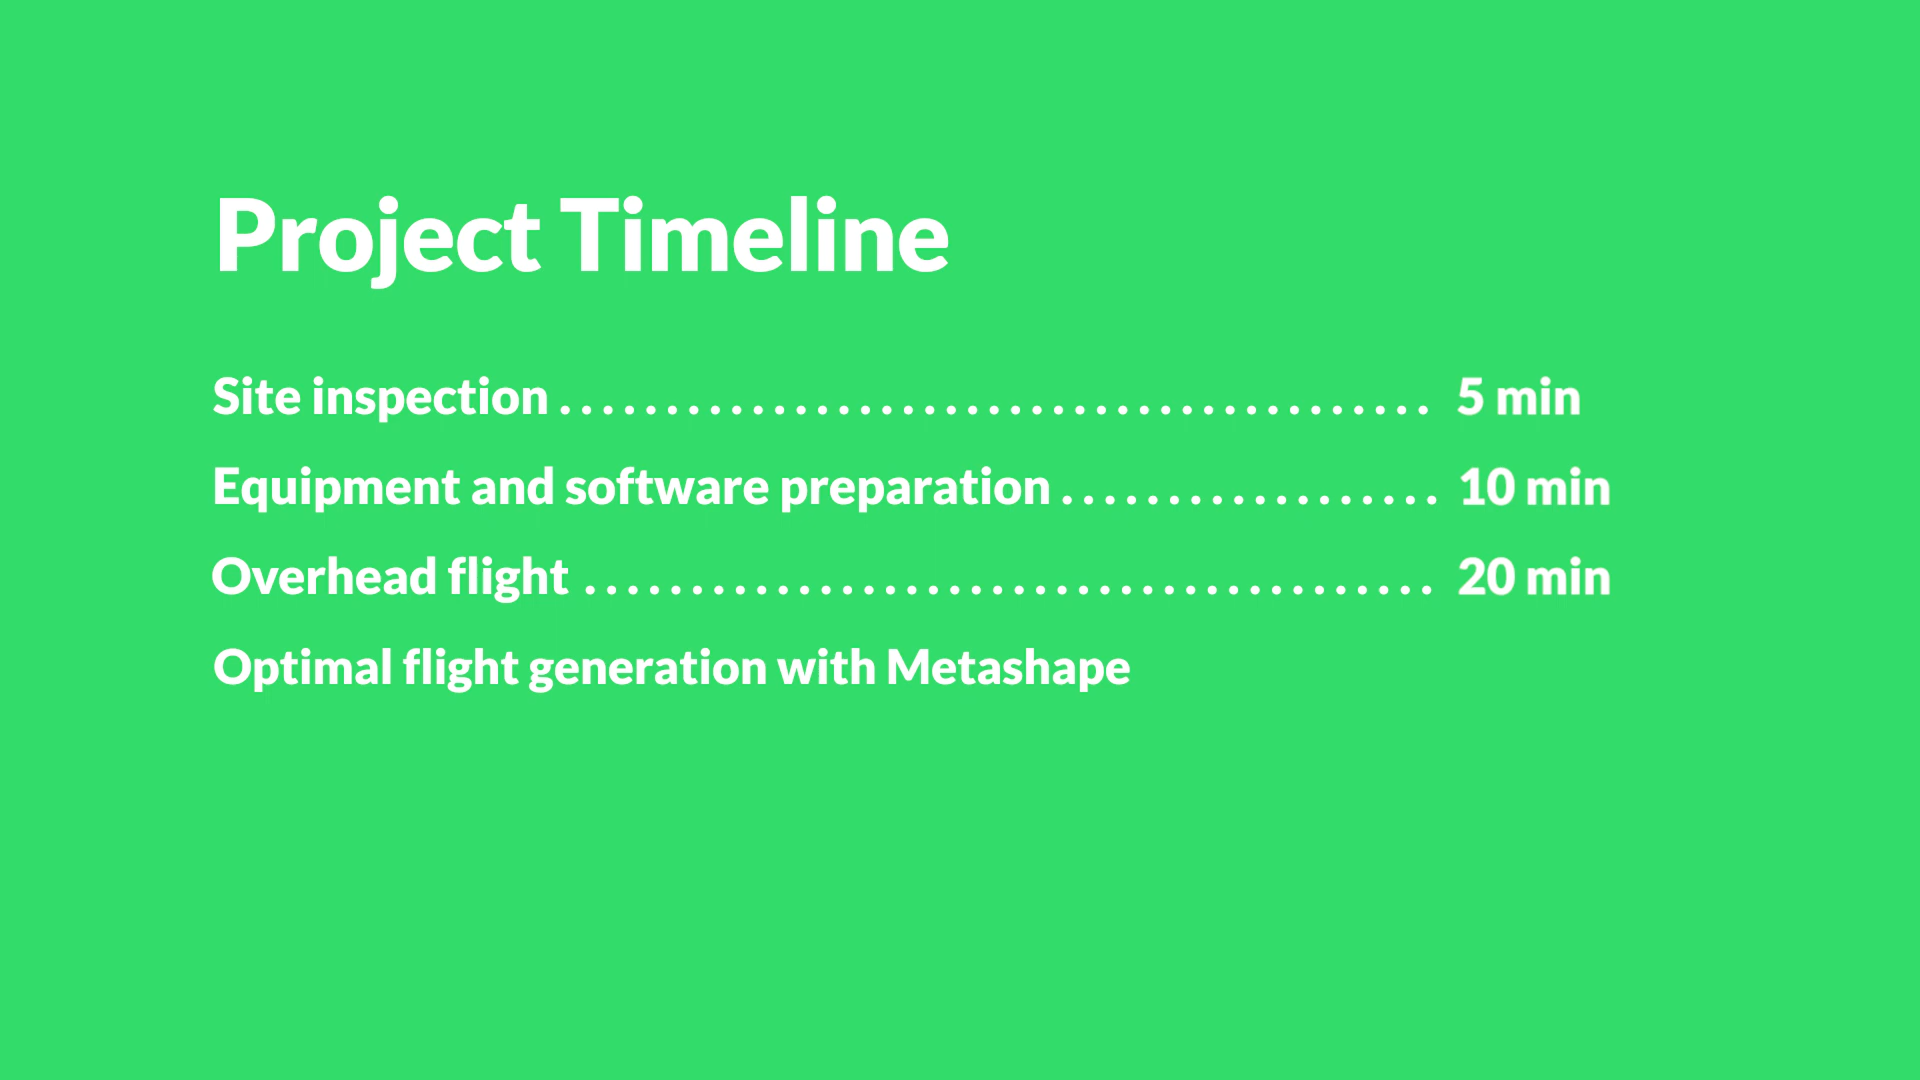 Project Timeline
Site inspection ......................................... 5 min
Equipment and software preparation .................. 10 min
Overhead flight ........................................ 20 min
Optimal flight generation with Metashape